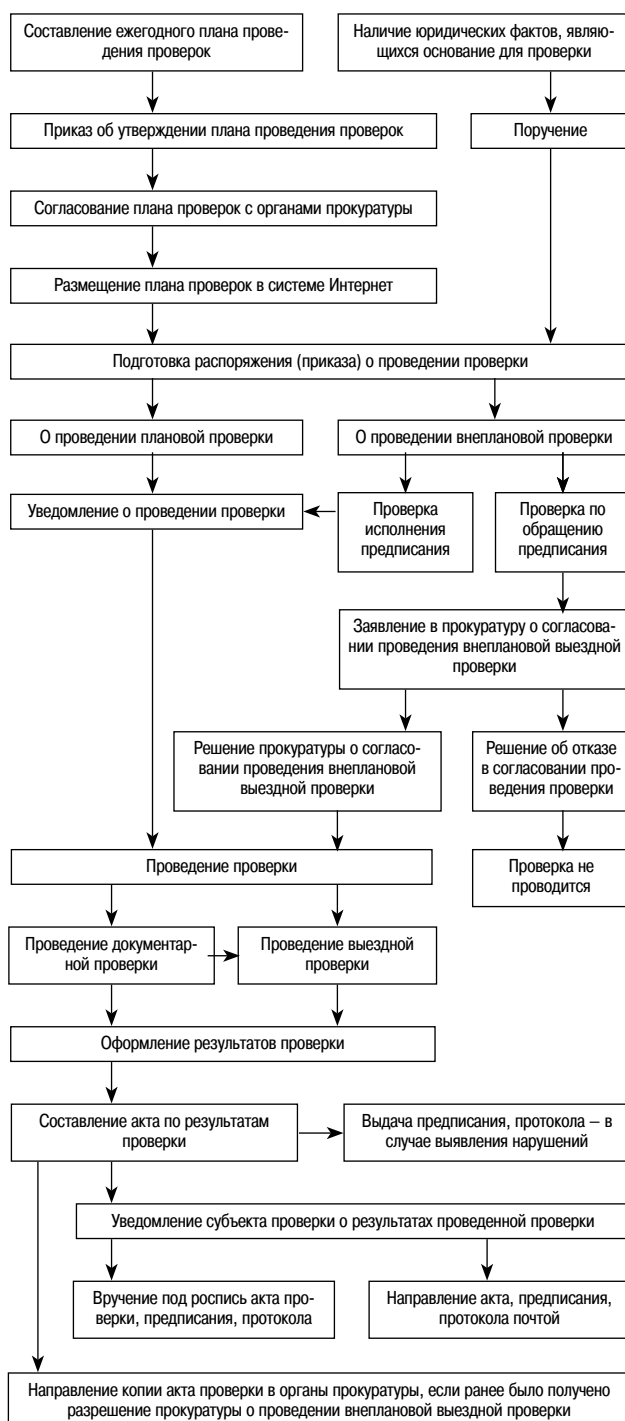 Составление ежегодного плана прове-
дения проверок
Наличие юридических фактов, являю-
щихся основание для проверки
Приказ об утверждении плана проведения проверок
Поручение
Согласование плана проверок с органами прокуратуры
Размещение плана проверок в системе Интернет
Подготовка распоряжения (приказа) о проведении проверки
О проведении плановой проверки
О проведении внеплановой проверки
Уведомление о проведении проверки
Проверка
исполнения
предписания
Проверка по
обращению
предписания
Заявление в прокуратуру о согласова-
нии проведения внеплановой выездной
проверки
Решение прокуратуры о согласо-
вании проведения внеплановой
выездной проверки
Решение об отказе
в согласовании про-
ведения проверки
Проведение проверки
Проверка не
проводится
Проведение документар-
ной проверки
Проведение выездной
проверки
Оформление результатов проверки
Составление акта по результатам
проверки
Выдача предписания, протокола – в
случае выявления нарушений
Уведомление субъекта проверки о результатах проведенной проверки
Вручение под роспись акта про-
верки, предписания, протокола
Направление акта, предписания,
протокола почтой
Направление копии акта проверки в органы прокуратуры, если ранее было получено
разрешение прокуратуры о проведении внеплановой выездной проверки